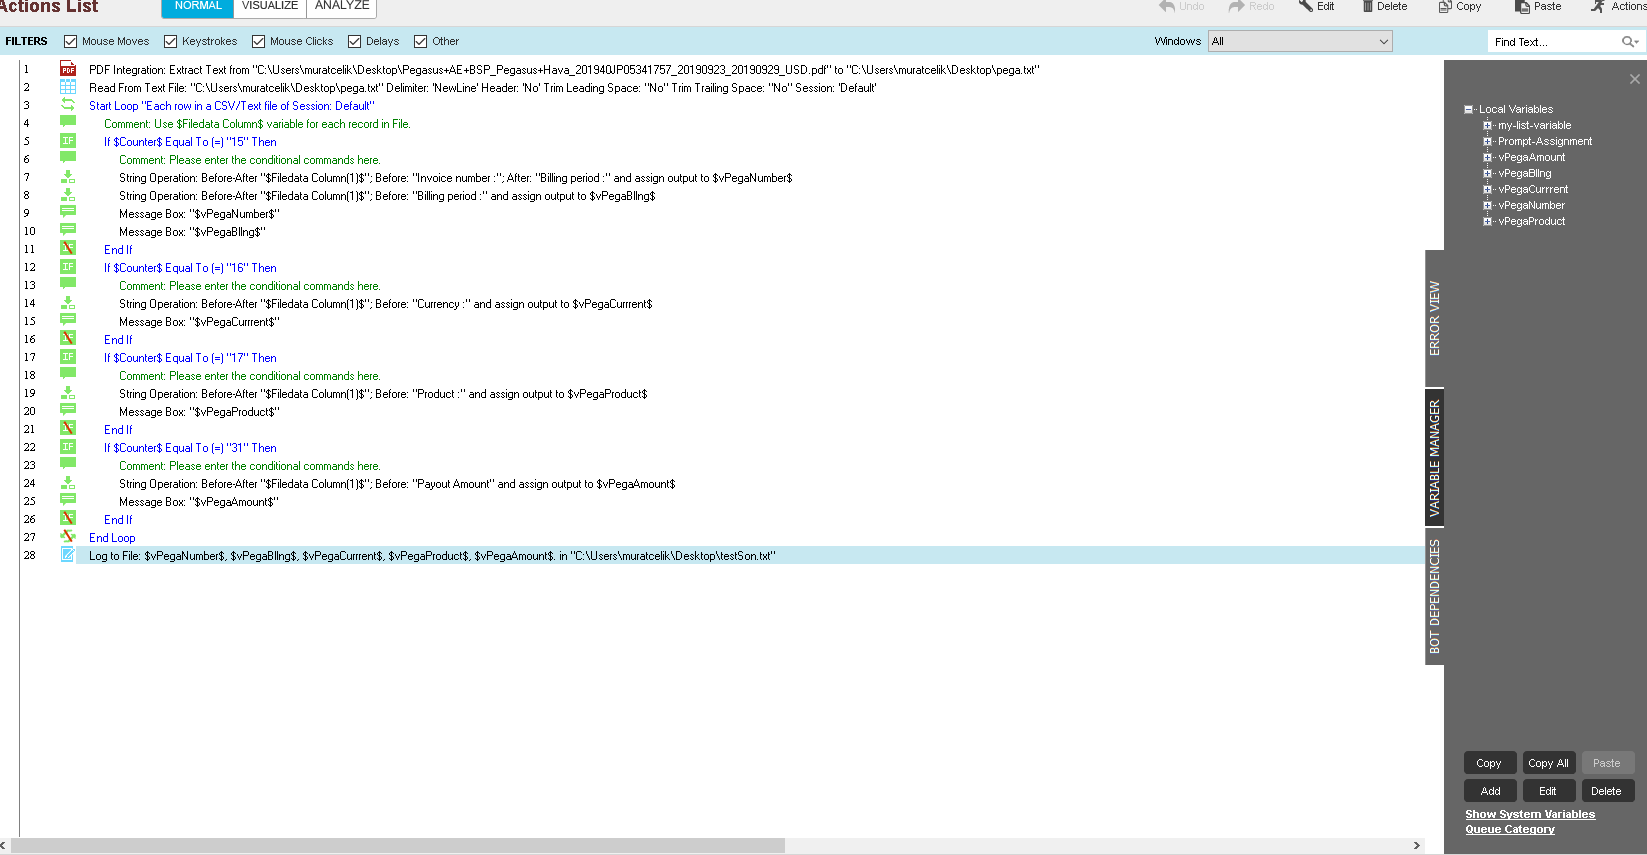 Actions List
NORMAL VISUALIZE ANALYZE
Undo Redo Edit Delete Copy Paste Actions
FILTERS Mouse Moves Keystrokes Mouse Clicks Delays Other Windows All Find Text...
1 PDF PDF Integration: Extract Text from "C:\Users\muratcelik\Desktop\Pegasus+AE+BSP_Pegasus+Hava_201940JP05341757_20190923_20190929_USD.pdf" to "C:\Users\muratcelik\Desktop\pega.txt"
2 Read From Text File: "C:\Users\muratcelik\Desktop\pega.txt" Delimiter: 'NewLine' Header: 'No' Trim Leading Space: "No" Trim Trailing Space: "No" Session: 'Default'
3 Start Loop "Each row in a CSV/Text file of Session: Default"
4 Comment: Use $Filedata Column$ variable for each record in File.
5 IF If $Counter$ Equal To (=) "15" Then
6 Comment: Please enter the conditional commands here.
7 String Operation: Before-After "$Filedata Column(1)$"; Before: "Invoice number :"; After: "Billing period :" and assign output to $vPegaNumber$
8 String Operation: Before-After "$Filedata Column(1)$"; Before: "Billing period :" and assign output to $vPegaBllng$
9 Message Box: "$vPegaNumber$"
10 Message Box: "$vPegaBllng$"
11 End If
12 IF If $Counter$ Equal To (=) "16" Then
13 Comment: Please enter the conditional commands here.
14 String Operation: Before-After "$Filedata Column(1)$"; Before: "Currency :" and assign output to $vPegaCurrrent$
15 Message Box: "$vPegaCurrrent$"
16 End If
17 IF If $Counter$ Equal To (=) "17" Then
18 Comment: Please enter the conditional commands here.
19 String Operation: Before-After "$Filedata Column(1)$"; Before: "Product :" and assign output to $vPegaProduct$
20 Message Box: "$vPegaProduct$"
21 End If
22 IF If $Counter$ Equal To (=) "31" Then
23 Comment: Please enter the conditional commands here.
24 String Operation: Before-After "$Filedata Column(1)$"; Before: "Payout Amount" and assign output to $vPegaAmount$
25 Message Box: "$vPegaAmount$"
26 End If
27 End Loop
28 Log to File: $vPegaNumber$, $vPegaBllng$, $vPegaCurrrent$, $vPegaProduct$, $vPegaAmount$. in "C:\Users\muratcelik\Desktop\testSon.txt"
ERROR VIEW
VARIABLE MANAGER
BOT DEPENDENCIES
Local Variables
my-list-variable
Prompt-Assignment
vPegaAmount
vPegaBllng
vPegaCurrrent
vPegaNumber
vPegaProduct
Copy Copy All Paste
Add Edit Delete
Show System Variables
Queue Category